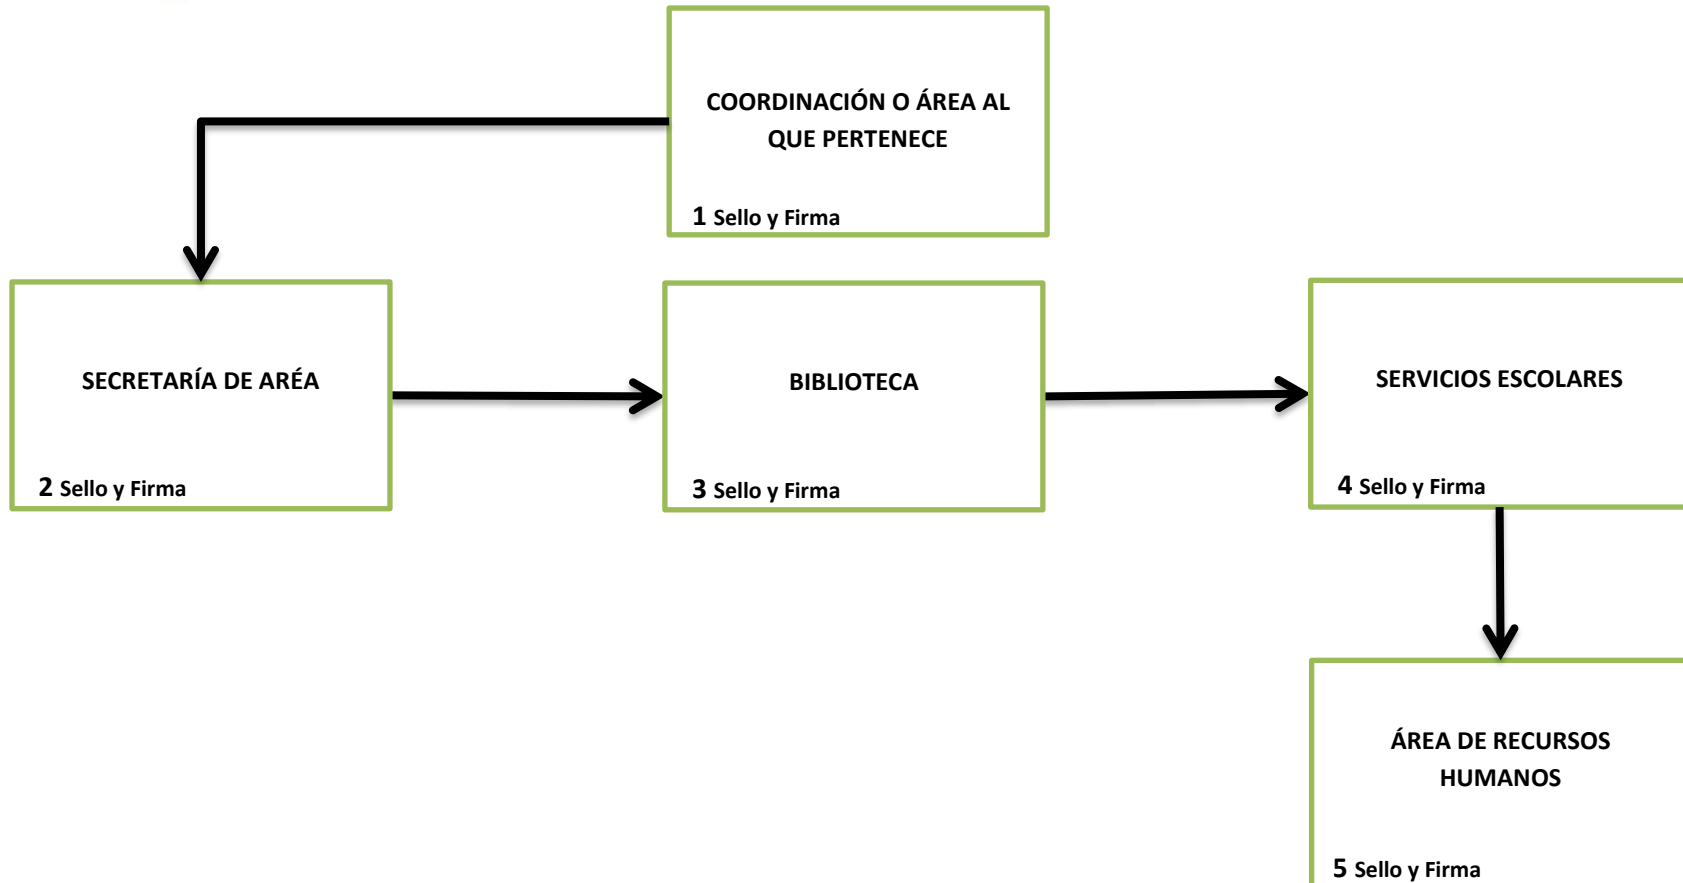 COORDINACIÓN O ÁREA AL
QUE PERTENECE
1 Sello y Firma
SECRETARÍA DE ARÉA
2 Sello y Firma
BIBLIOTECA
3 Sello y Firma
SERVICIOS ESCOLARES
4 Sello y Firma
ÁREA DE RECURSOS
HUMANOS
5 Sello y Firma